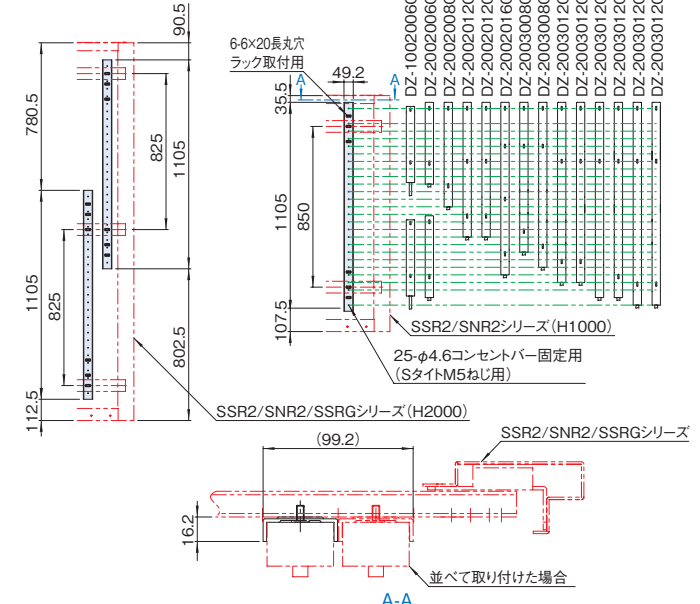 90.5
780.5
825
1105
1105
825
802.5
112.5
SSR2/SNR2/SSRGシリーズ（H2000）
6-6×20長丸穴
ラック取付用
49.2
A
A
35.5
1105
850
107.5
SSR2/SNR2シリーズ（H1000）
25-φ4.6コンセントバー固定用
（SタイトM5ねじ用）
(99.2)
16.2
SSR2/SNR2/SSRGシリーズ
並べて取り付けた場合
A-A